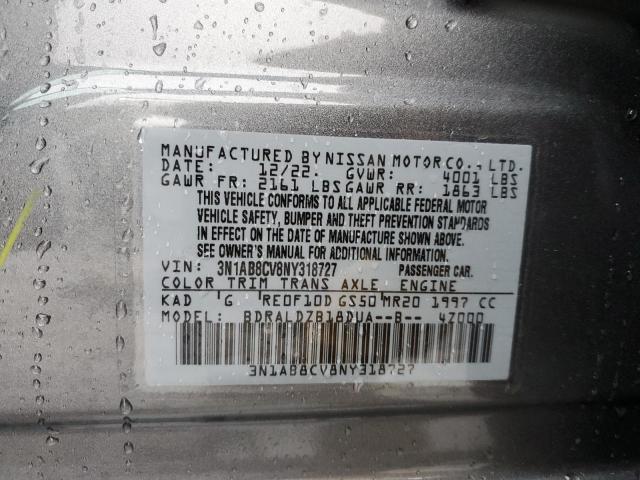 MANUFACTURED BY NISSAN MOTOR CO., LTD.
DATE: 12/22. GVWR: 4001 LBS
GAWR FR: 2161 LBS GAWR RR: 1863 LBS
THIS VEHICLE CONFORMS TO ALL APPLICABLE FEDERAL MOTOR
VEHICLE SAFETY, BUMPER AND THEFT PREVENTION STANDARDS
IN EFFECT ON THE DATE OF MANUFACTURE SHOWN ABOVE.
SEE OWNER'S MANUAL FOR ADDITIONAL INFORMATION.
VIN: 3N1AB8CV8NY318727 PASSENGER CAR.
COLOR TRIM TRANS AXLE ENGINE
KAD G RE0F10D GS50 MR20 1997 CC
MODEL: BDRALDZB18DUA--B-- 4Z000
3N1AB8CV8NY318727